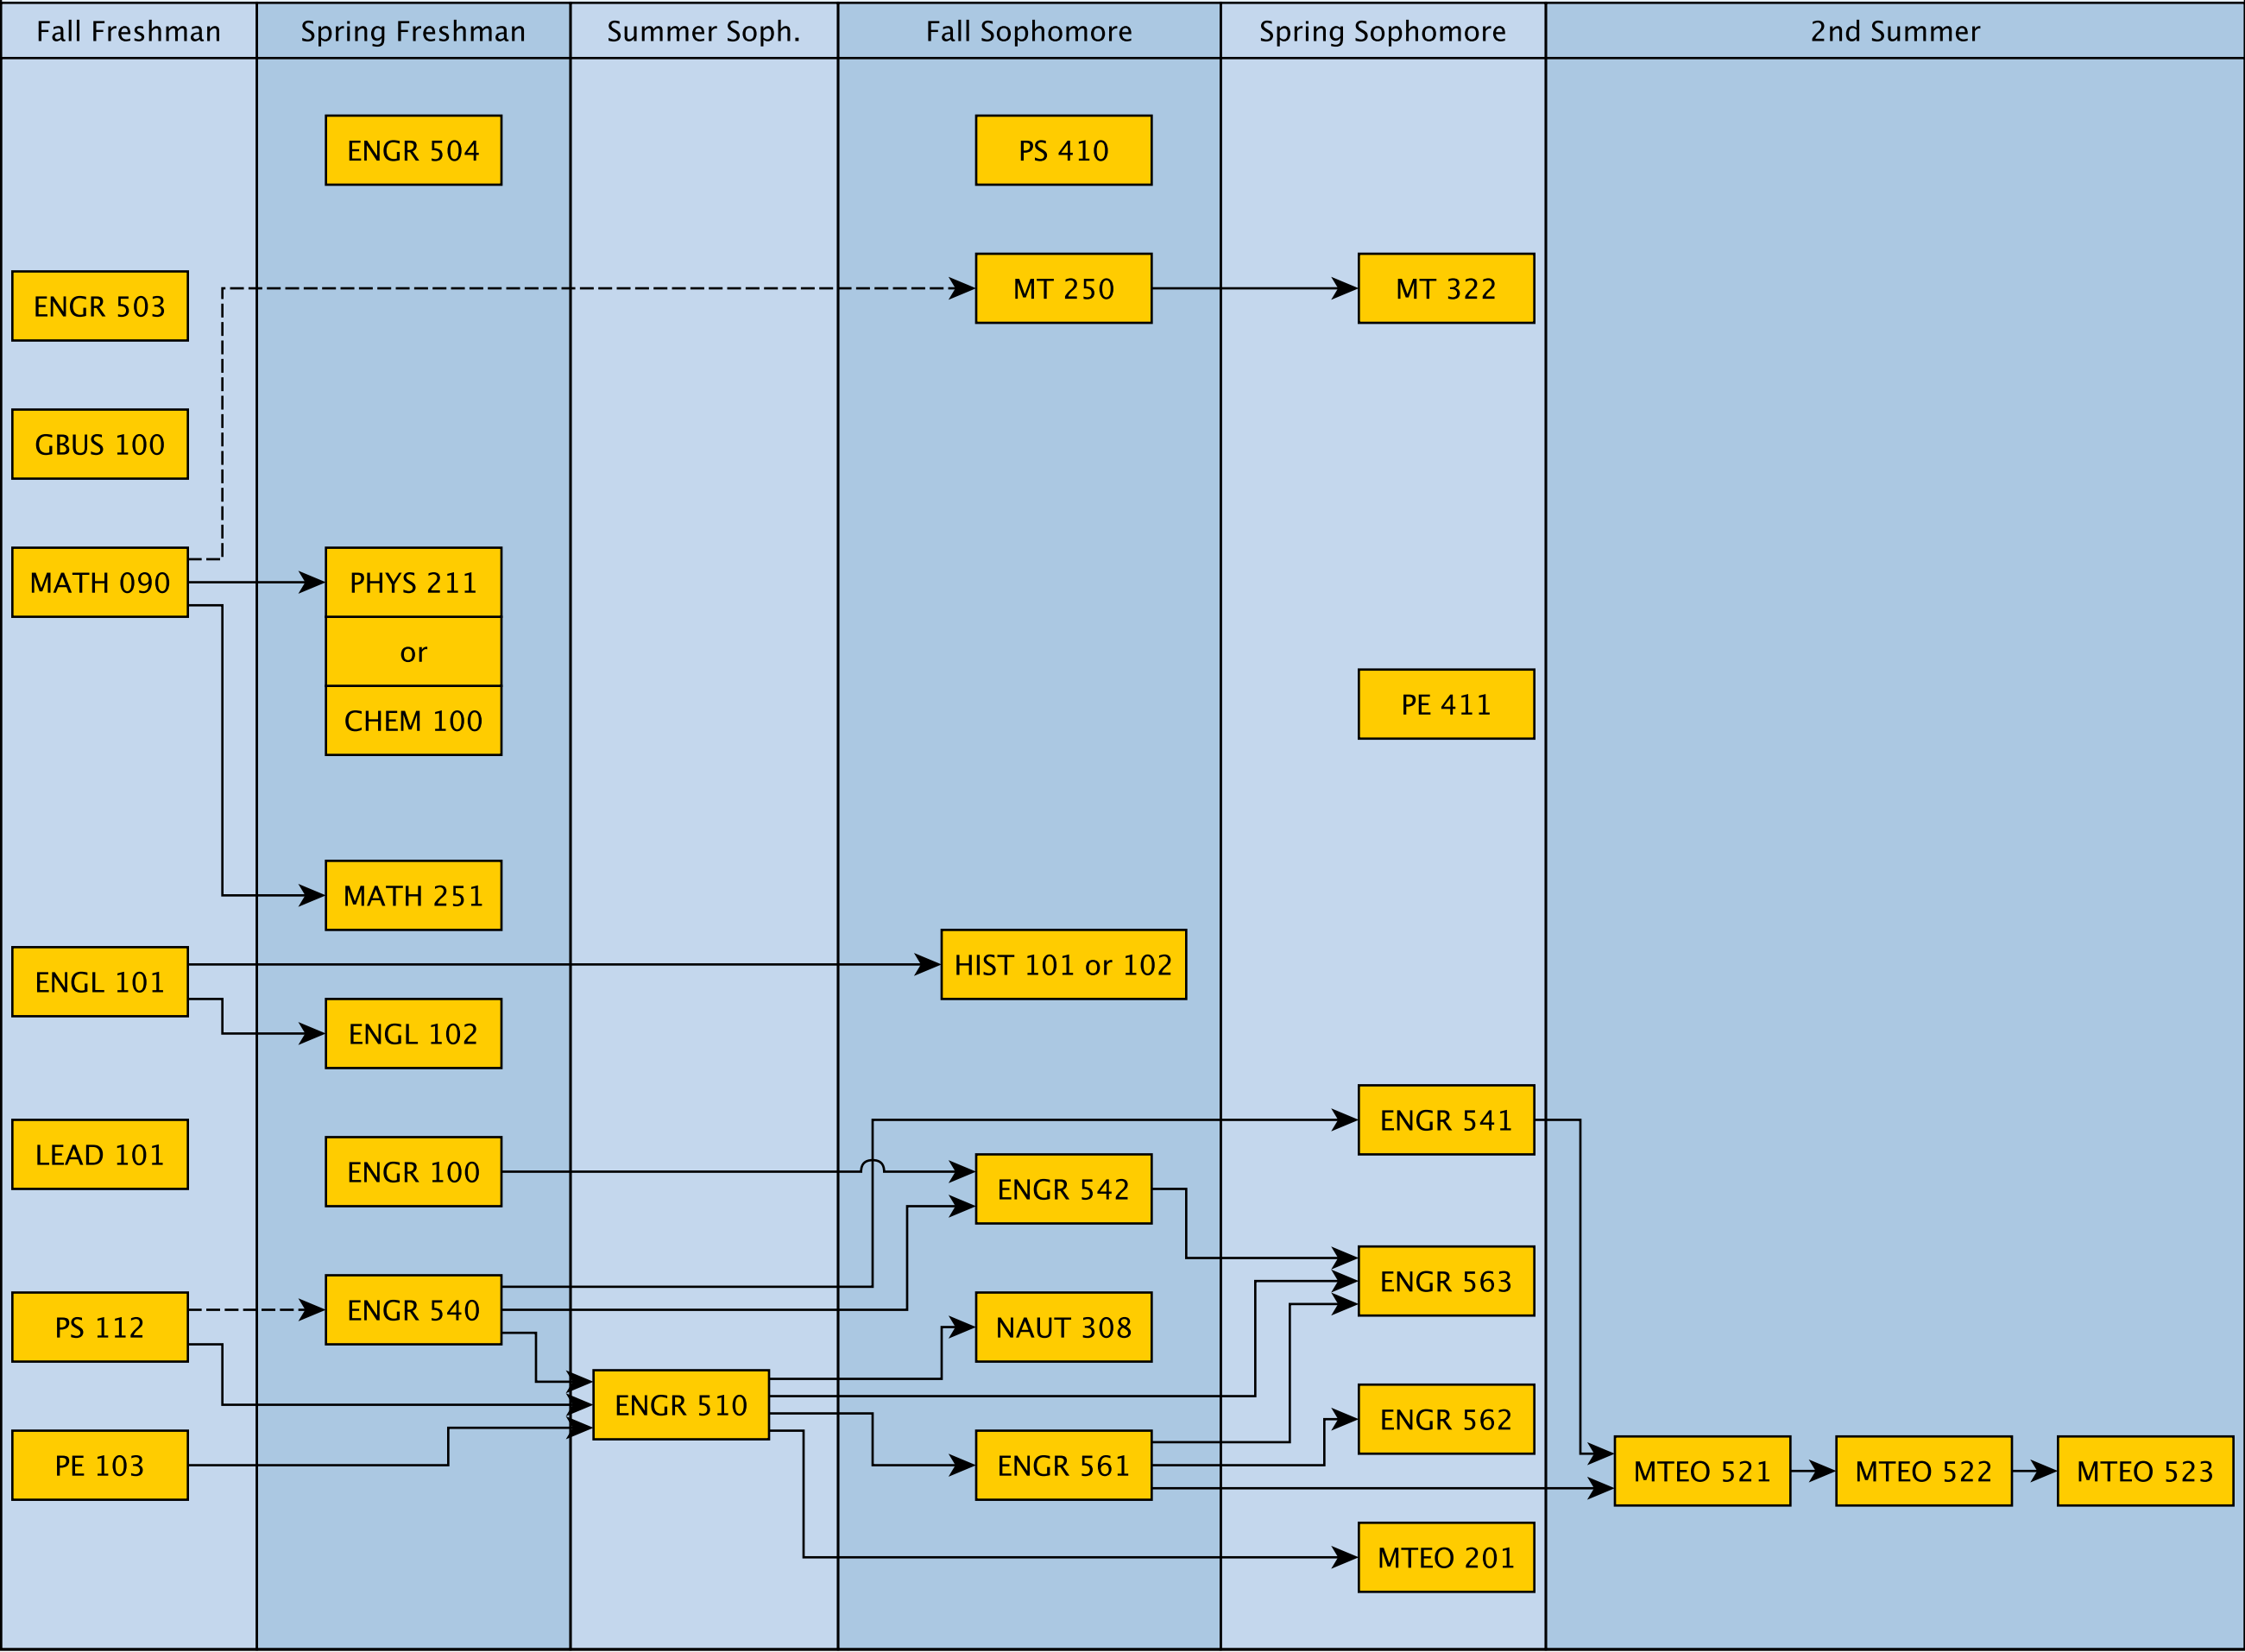 Fall Freshman
Spring Freshman
Summer Soph.
Fall Sophomore
Spring Sophomore
2nd Summer
ENGR 503
GBUS 100
MATH 090
ENGL 101
LEAD 101
PS 112
PE 103
ENGR 504
PHYS 211
or
CHEM 100
MATH 251
ENGL 102
ENGR 100
ENGR 540
ENGR 510
PS 410
MT 250
HIST 101 or 102
ENGR 542
NAUT 308
ENGR 561
MT 322
PE 411
ENGR 541
ENGR 563
ENGR 562
MTEO 201
MTEO 521
MTEO 522
MTEO 523